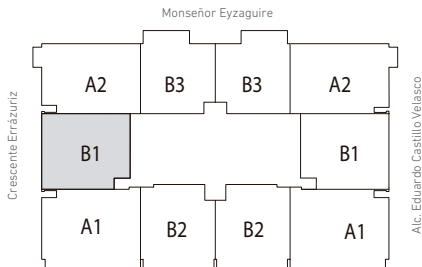 Monseñor Eyzaguire
A2 B3 B3 A2
Crescente Errázuriz
B1 B1
Alc. Eduardo Castillo Velasco
A1 B2 B2 A1